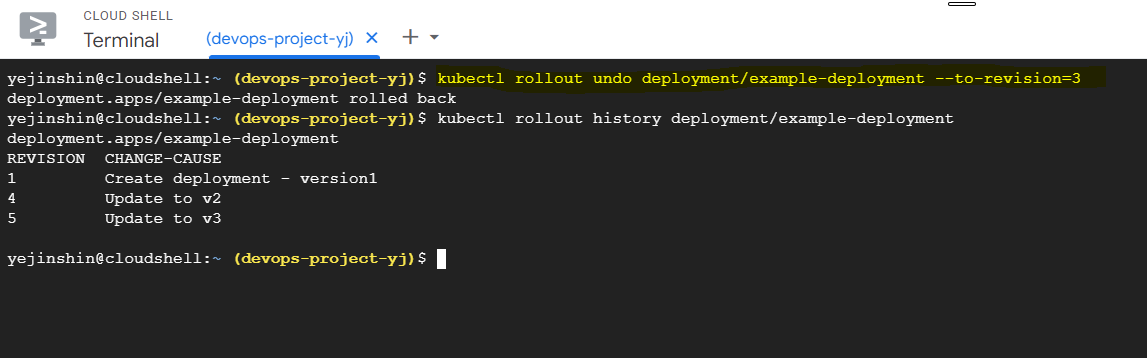 CLOUD SHELL
Terminal
(devops-project-yj) × + ▾
yejinshin@cloudshell:~ (devops-project-yj)$ kubectl rollout undo deployment/example-deployment --to-revision=3
deployment.apps/example-deployment rolled back
yejinshin@cloudshell:~ (devops-project-yj)$ kubectl rollout history deployment/example-deployment
deployment.apps/example-deployment
REVISION  CHANGE-CAUSE
1         Create deployment - version1
4         Update to v2
5         Update to v3
yejinshin@cloudshell:~ (devops-project-yj)$